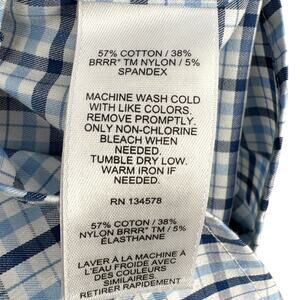 57% COTTON / 38%
BRRR° TM NYLON / 5%
SPANDEX
MACHINE WASH COLD
WITH LIKE COLORS.
REMOVE PROMPTLY.
ONLY NON-CHLORINE
BLEACH WHEN
NEEDED.
TUMBLE DRY LOW.
WARM IRON IF
NEEDED.
RN 134578
57% COTTON / 38%
NYLON BRRR° TM / 5%
ÉLASTHANNE
LAVER À LA MACHINE À
L'EAU FROIDE AVEC
DES COULEURS
SIMILAIRES.
RETIRER RAPIDEMENT.